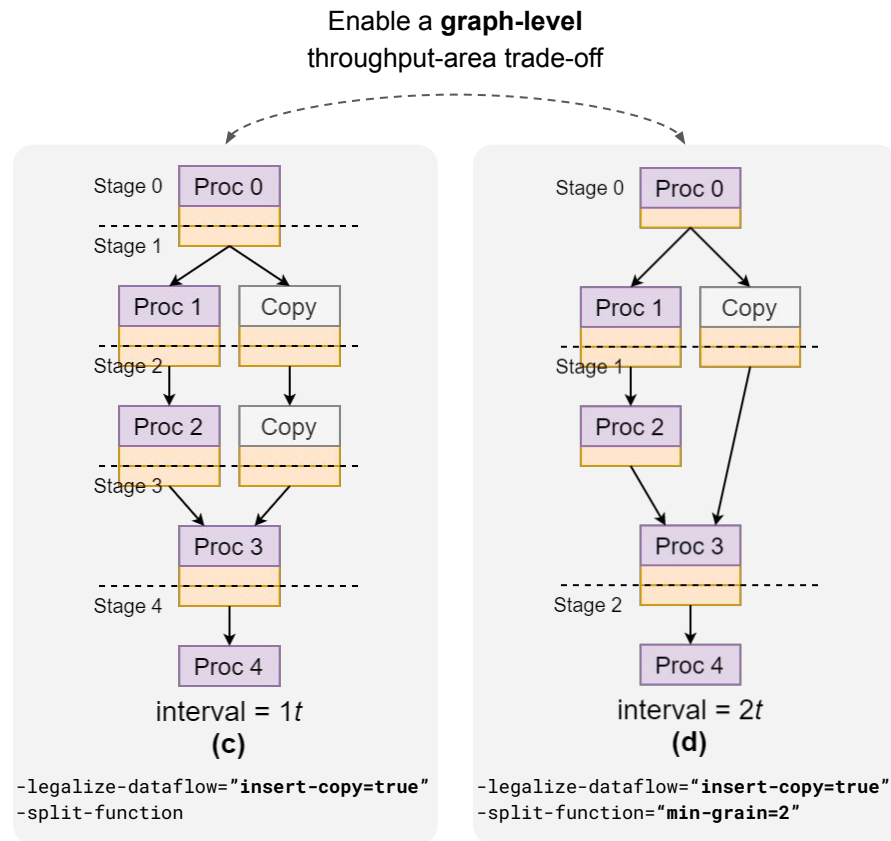 Enable a graph-level
throughput-area trade-off
Stage 0
Proc 0
Stage 1
Proc 1
Copy
Stage 2
Proc 2
Copy
Stage 3
Proc 3
Stage 4
Proc 4
interval = 1t
(c)
-legalize-dataflow=”insert-copy=true”
-split-function
Stage 0
Proc 0
Proc 1
Copy
Stage 1
Proc 2
Proc 3
Stage 2
Proc 4
interval = 2t
(d)
-legalize-dataflow=“insert-copy=true”
-split-function=“min-grain=2”